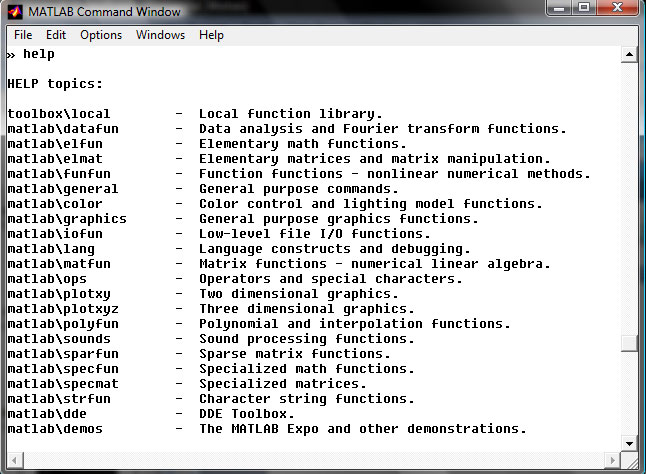 MATLAB Command Window
File Edit Options Windows Help
» help
HELP topics:
toolbox\local - Local function library.
matlab\datafun - Data analysis and Fourier transform functions.
matlab\elfun - Elementary math functions.
matlab\elmat - Elementary matrices and matrix manipulation.
matlab\funfun - Function functions - nonlinear numerical methods.
matlab\general - General purpose commands.
matlab\color - Color control and lighting model functions.
matlab\graphics - General purpose graphics functions.
matlab\iofun - Low-level file I/O functions.
matlab\lang - Language constructs and debugging.
matlab\matfun - Matrix functions - numerical linear algebra.
matlab\ops - Operators and special characters.
matlab\plotxy - Two dimensional graphics.
matlab\plotxyz - Three dimensional graphics.
matlab\polyfun - Polynomial and interpolation functions.
matlab\sounds - Sound processing functions.
matlab\sparfun - Sparse matrix functions.
matlab\specfun - Specialized math functions.
matlab\specmat - Specialized matrices.
matlab\strfun - Character string functions.
matlab\dde - DDE Toolbox.
matlab\demos - The MATLAB Expo and other demonstrations.